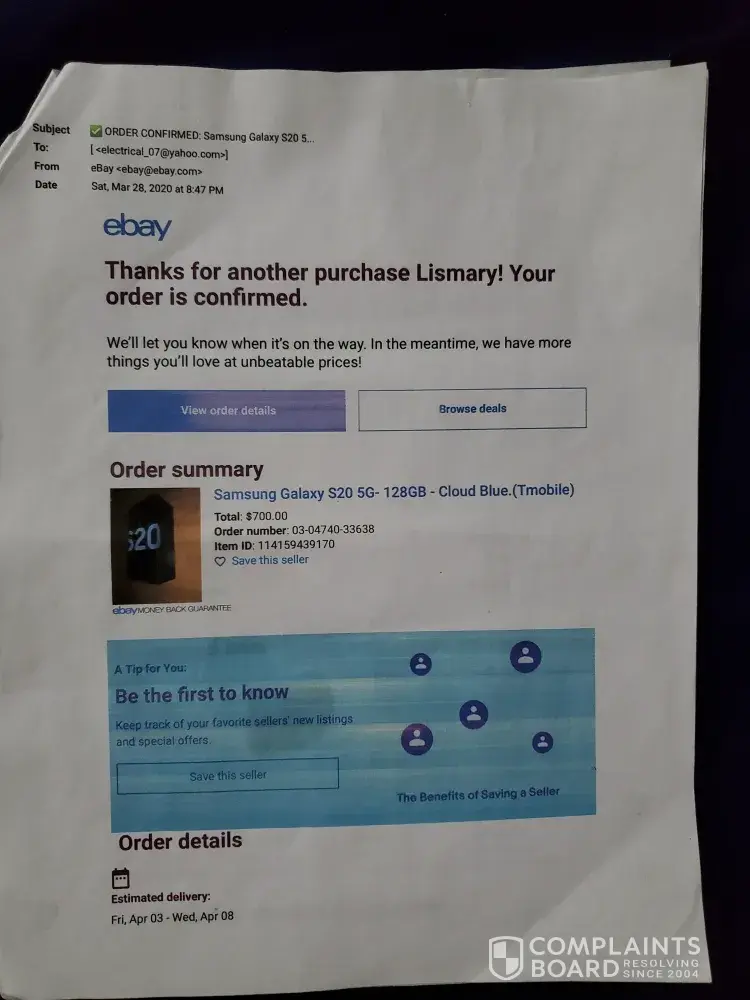 Subject ✅ ORDER CONFIRMED: Samsung Galaxy S20 5...
To: [ <electrical_07@yahoo.com>]
From eBay <ebay@ebay.com>
Date Sat, Mar 28, 2020 at 8:47 PM
ebay
Thanks for another purchase Lismary! Your
order is confirmed.
We'll let you know when it's on the way. In the meantime, we have more
things you'll love at unbeatable prices!
View order details
Browse deals
Order summary
Samsung Galaxy S20 5G- 128GB - Cloud Blue.(Tmobile)
Total: $700.00
Order number: 03-04740-33638
Item ID: 114159439170
♡ Save this seller
S20
ebay MONEY BACK GUARANTEE
A Tip for You:
Be the first to know
Keep track of your favorite sellers' new listings
and special offers.
Save this seller
The Benefits of Saving a Seller
Order details
Estimated delivery:
Fri, Apr 03 - Wed, Apr 08
COMPLAINTS
BOARD RESOLVING
SINCE 2004